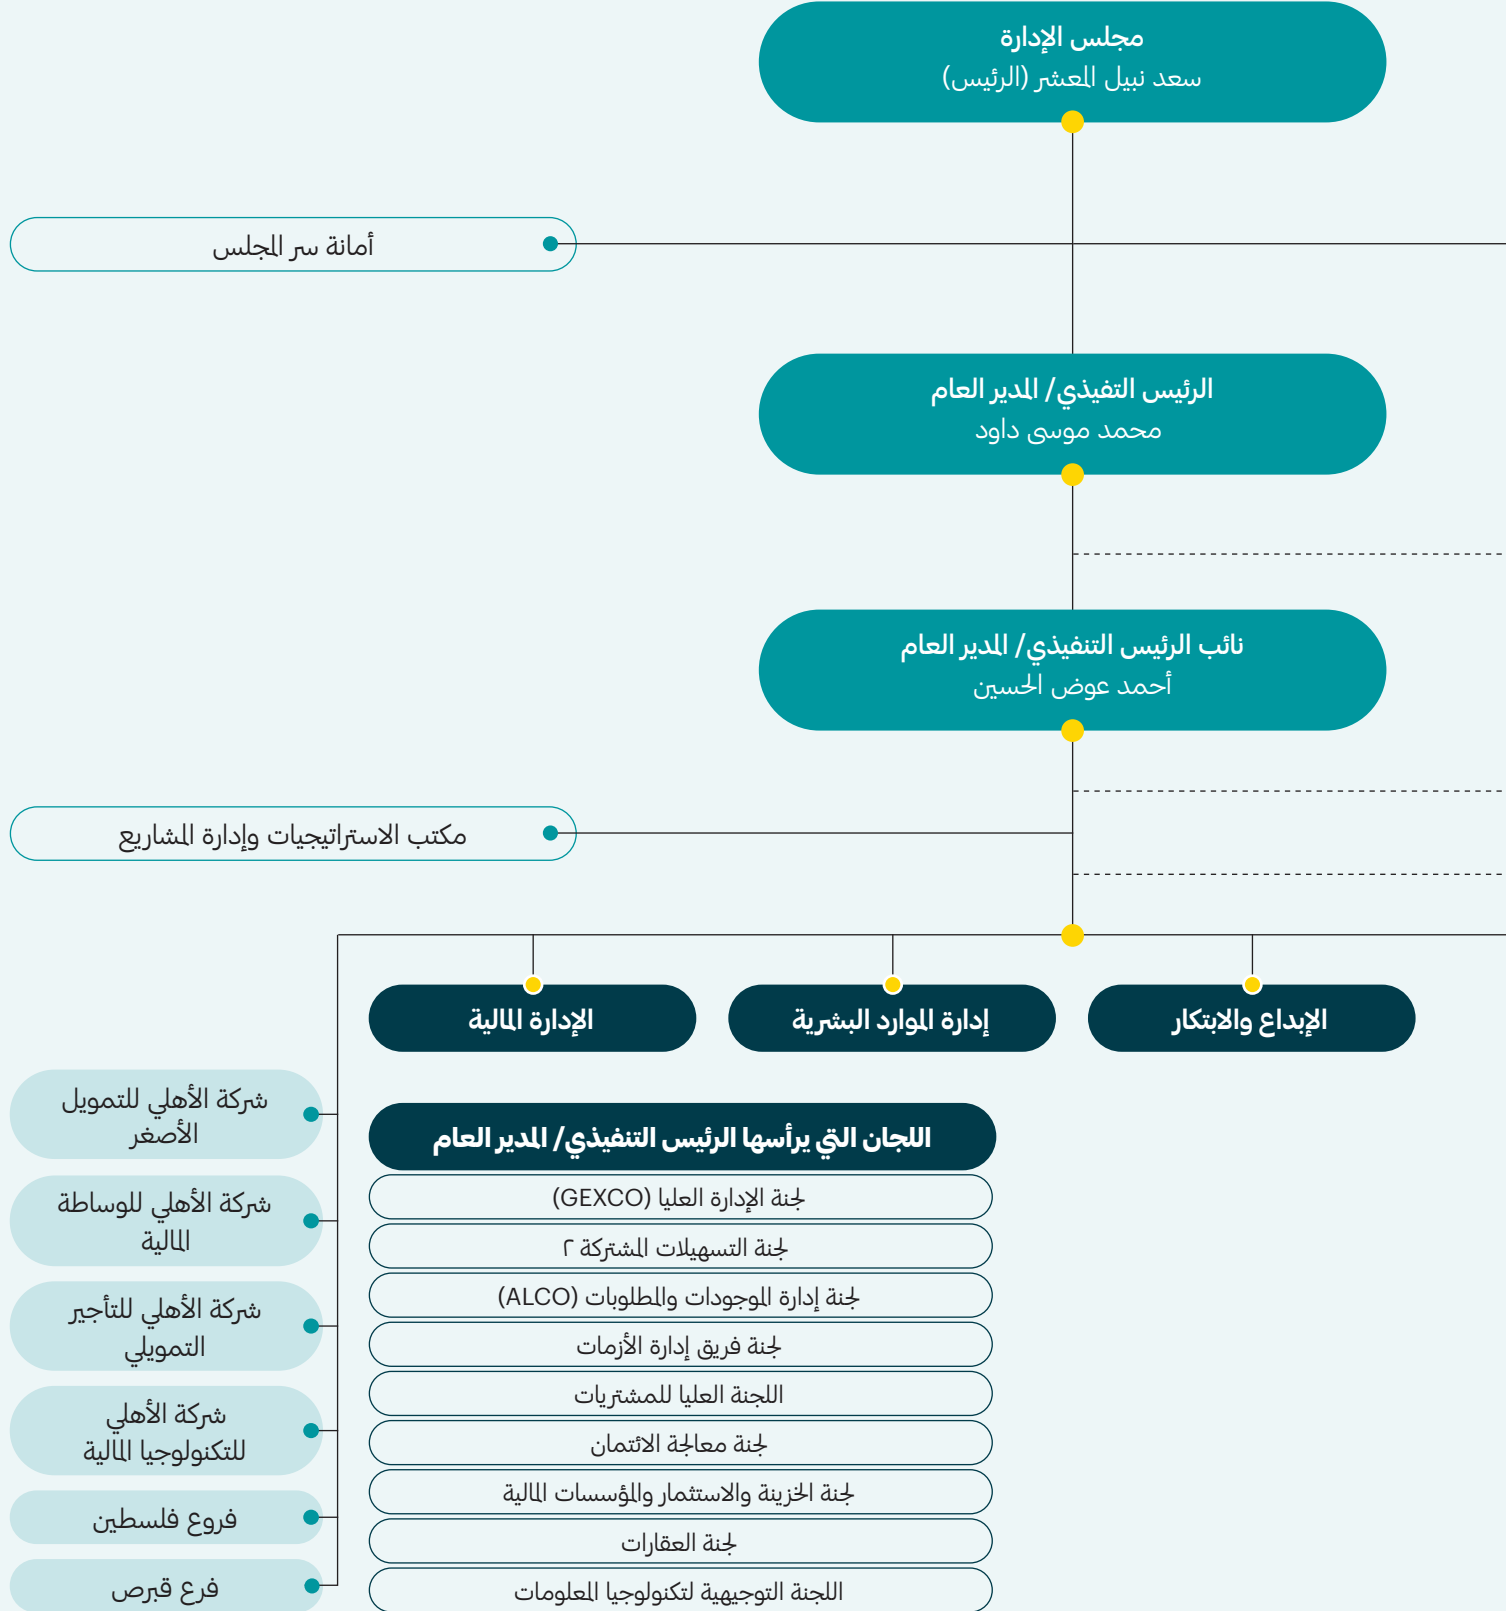 مجلس الإدارة
سعد نبيل المعشر (الرئيس)
أمانة سر المجلس
الرئيس التفيذي/ المدير العام
محمد موسى داود
نائب الرئيس التنفيذي/ المدير العام
أحمد عوض الحسين
مكتب الاستراتيجيات وإدارة المشاريع
الإبداع والابتكار
إدارة الموارد البشرية
الإدارة المالية
اللجان التي يرأسها الرئيس التنفيذي/ المدير العام
لجنة الإدارة العليا (GEXCO)
لجنة التسهيلات المشتركة ٢
لجنة إدارة الموجودات والمطلوبات (ALCO)
لجنة فريق إدارة الأزمات
اللجنة العليا للمشتريات
لجنة معالجة الائتمان
لجنة الخزينة والاستثمار والمؤسسات المالية
لجنة العقارات
اللجنة التوجيهية لتكنولوجيا المعلومات
شركة الأهلي للتمويل
الأصغر
شركة الأهلي للوساطة
المالية
شركة الأهلي للتأجير
التمويلي
شركة الأهلي
للتكنولوجيا المالية
فروع فلسطين
فرع قبرص